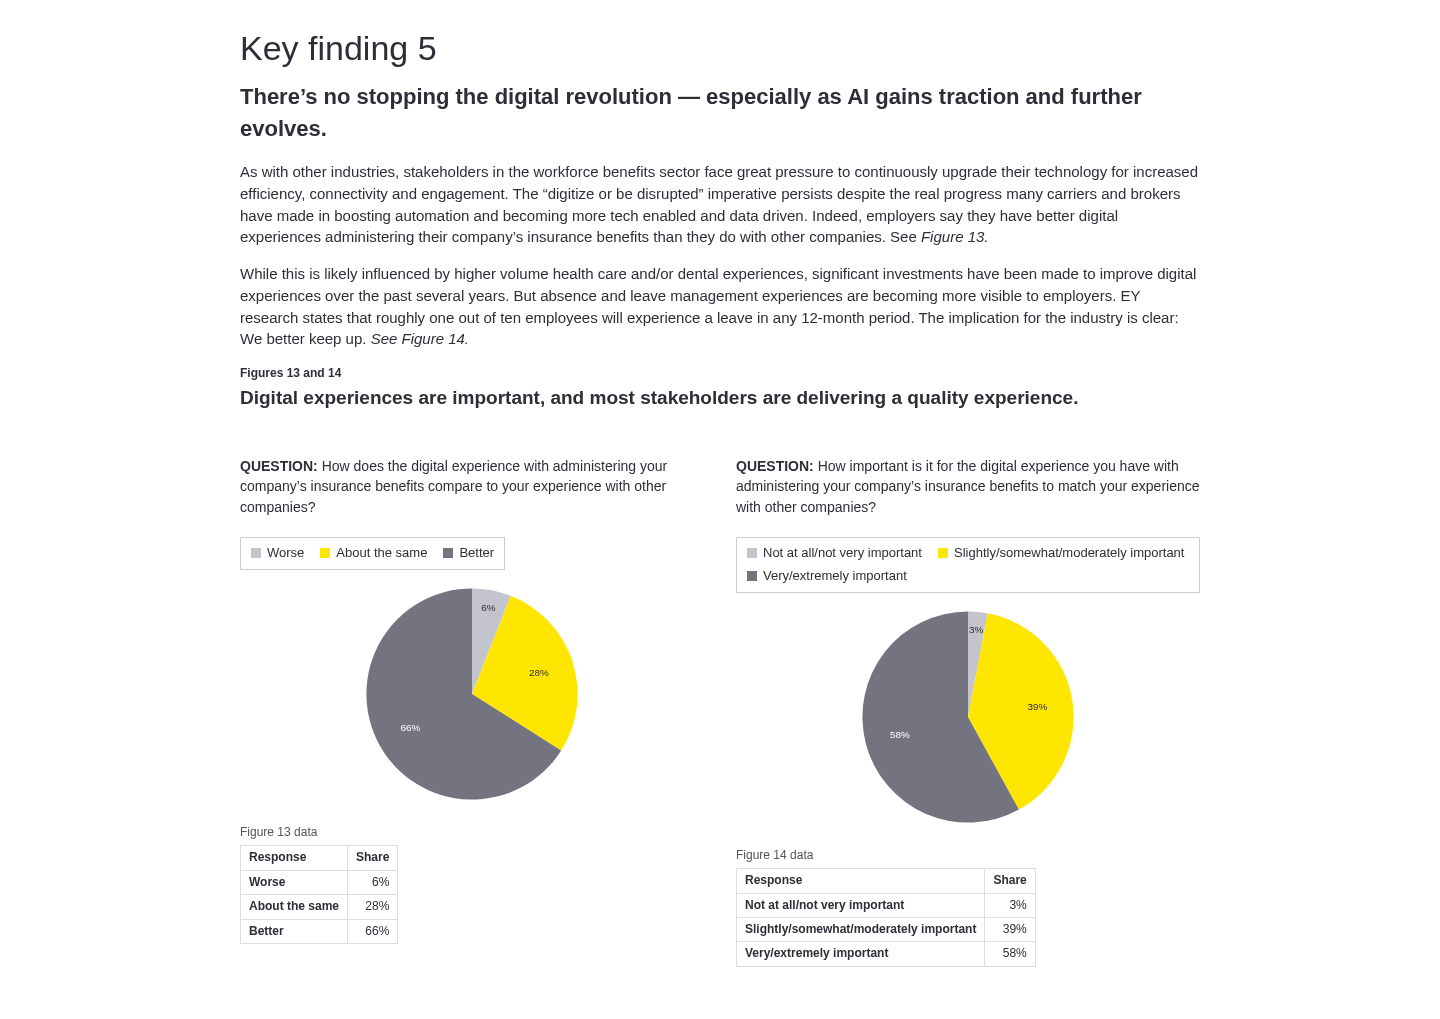 Key finding 5
There’s no stopping the digital revolution — especially as AI gains traction and further
evolves.
As with other industries, stakeholders in the workforce benefits sector face great pressure to continuously upgrade their technology for increased
efficiency, connectivity and engagement. The “digitize or be disrupted” imperative persists despite the real progress many carriers and brokers
have made in boosting automation and becoming more tech enabled and data driven. Indeed, employers say they have better digital
experiences administering their company’s insurance benefits than they do with other companies. See Figure 13.
While this is likely influenced by higher volume health care and/or dental experiences, significant investments have been made to improve digital
experiences over the past several years. But absence and leave management experiences are becoming more visible to employers. EY
research states that roughly one out of ten employees will experience a leave in any 12-month period. The implication for the industry is clear:
We better keep up. See Figure 14.
Figures 13 and 14
Digital experiences are important, and most stakeholders are delivering a quality experience.
QUESTION: How does the digital experience with administering your
company’s insurance benefits compare to your experience with other
companies?
Worse About the same Better
6%
28%
66%
Figure 13 data
Response Share
Worse 6%
About the same 28%
Better 66%
QUESTION: How important is it for the digital experience you have with
administering your company’s insurance benefits to match your experience
with other companies?
Not at all/not very important Slightly/somewhat/moderately important
Very/extremely important
3%
39%
58%
Figure 14 data
Response Share
Not at all/not very important 3%
Slightly/somewhat/moderately important 39%
Very/extremely important 58%